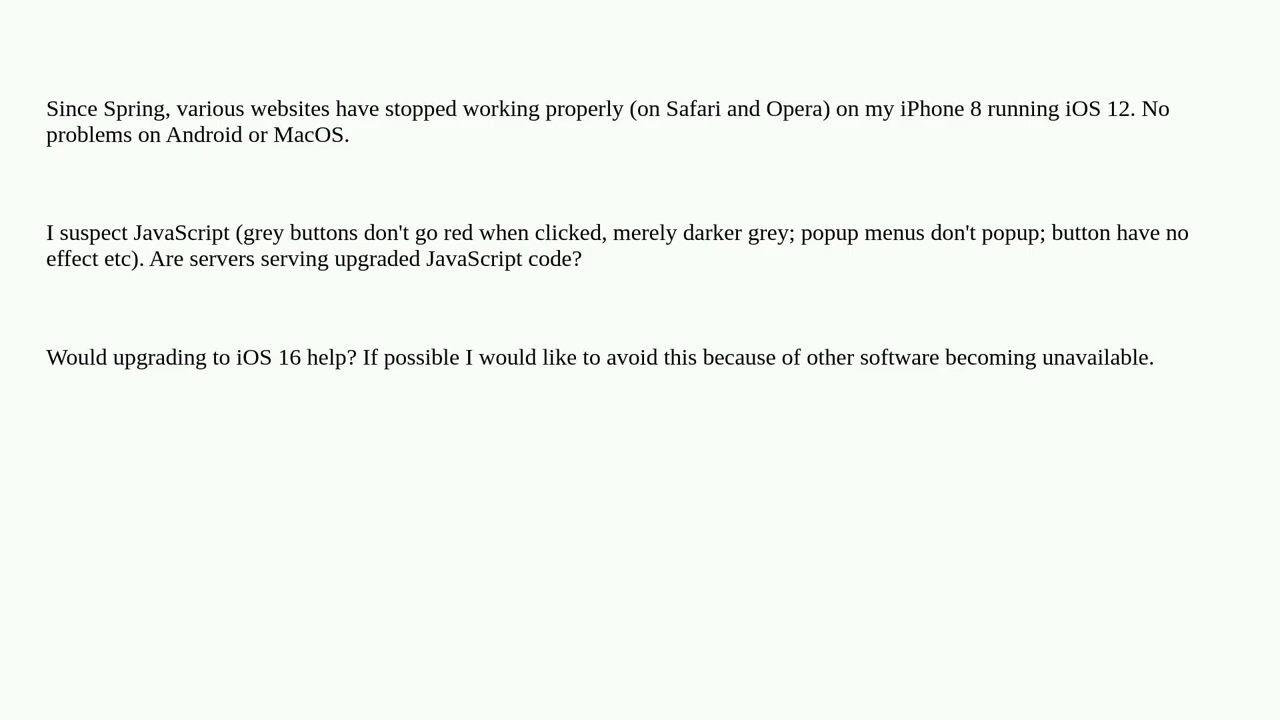 Since Spring, various websites have stopped working properly (on Safari and Opera) on my iPhone 8 running iOS 12. No
problems on Android or MacOS.
I suspect JavaScript (grey buttons don't go red when clicked, merely darker grey; popup menus don't popup; button have no
effect etc). Are servers serving upgraded JavaScript code?
Would upgrading to iOS 16 help? If possible I would like to avoid this because of other software becoming unavailable.